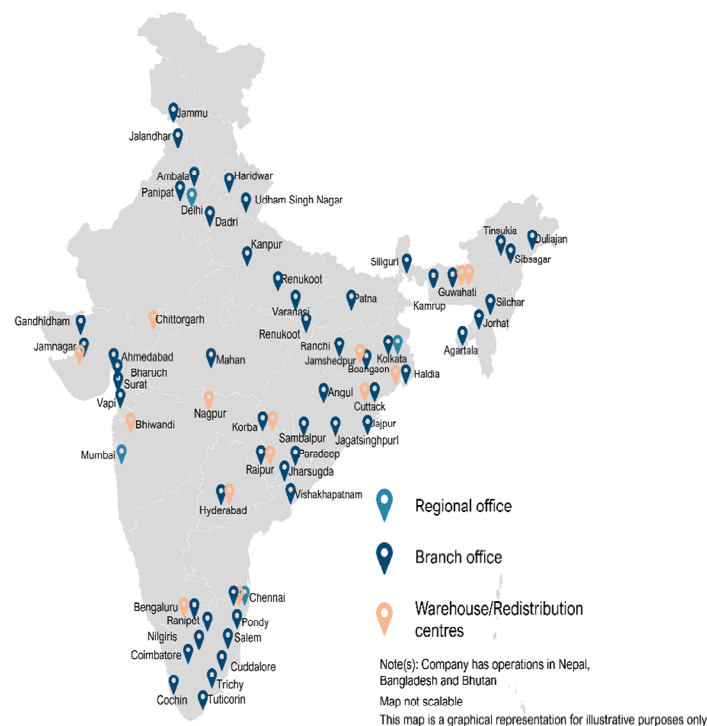 Jammu
Jalandhar
Ambala
Haridwar
Panipat
Udham Singh Nagar
Delhi
Dadri
Tinsukia
Duliajan
Kanpur
Sibsagar
Siliguri
Renukoot
Guwahati
Patna
Silchar
Kamrup
Varanasi
Gandhidham
Chittorgarh
Jorhat
Renukoot
Jamnagar
Ranchi
Agartala
Ahmedabad
Mahan
Jamshedpur
Kolkata
Bharuch
Boangaon
Haldia
Surat
Angul
Vapi
Cuttack
Nagpur
Bhiwandi
Korba
Jajpur
Sambalpur
Jagatsinghpurl
Mumbai
Paradeep
Raipur
Jharsugda
Vishakhapatnam
Hyderabad
Regional office
Branch office
Chennai
Bengaluru
Warehouse/Redistribution
centres
Ranipet
Pondy
Nilgiris
Salem
Coimbatore
Cuddalore
Note(s): Company has operations in Nepal,
Bangladesh and Bhutan
Trichy
Cochin
Tuticorin
Map not scalable
This map is a graphical representation for illustrative purposes only